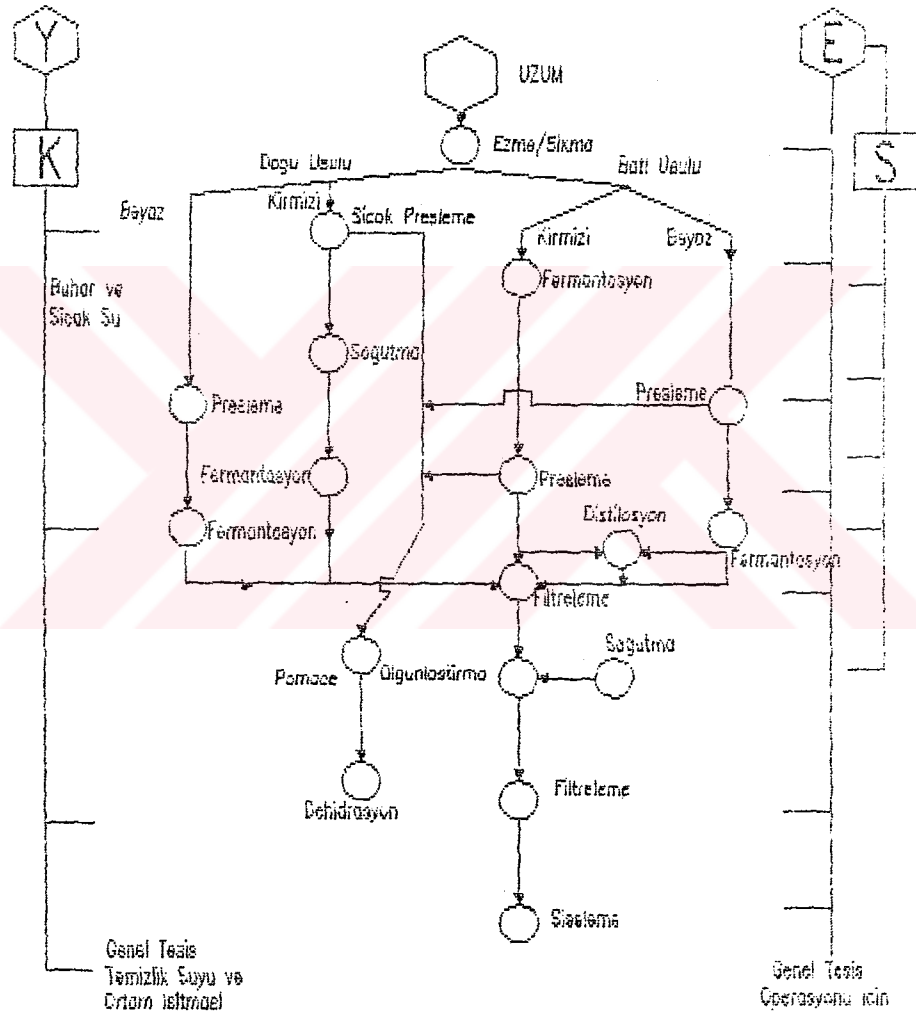 Y
E
UZUM
K
Ezme/Sikma
S
Dogu Usulu
Bati Usulu
Beyaz
Kirmizi
Sicak Presleme
Kirmizi
Beyaz
Buhar ve
Sicak Su
Fermantasyon
Sogutma
Presleme
Presleme
Fermantasyon
Presleme
Distilasyon
Fermantasyon
Fermantasyon
Filtreleme
Sogutma
Pomace
Olgunlastirma
Dehidrasyon
Filtreleme
Siseleme
Genel Tesis
Temizlik Suyu ve
Ortam Isitmasi
Genel Tesis
Operasyonu icin